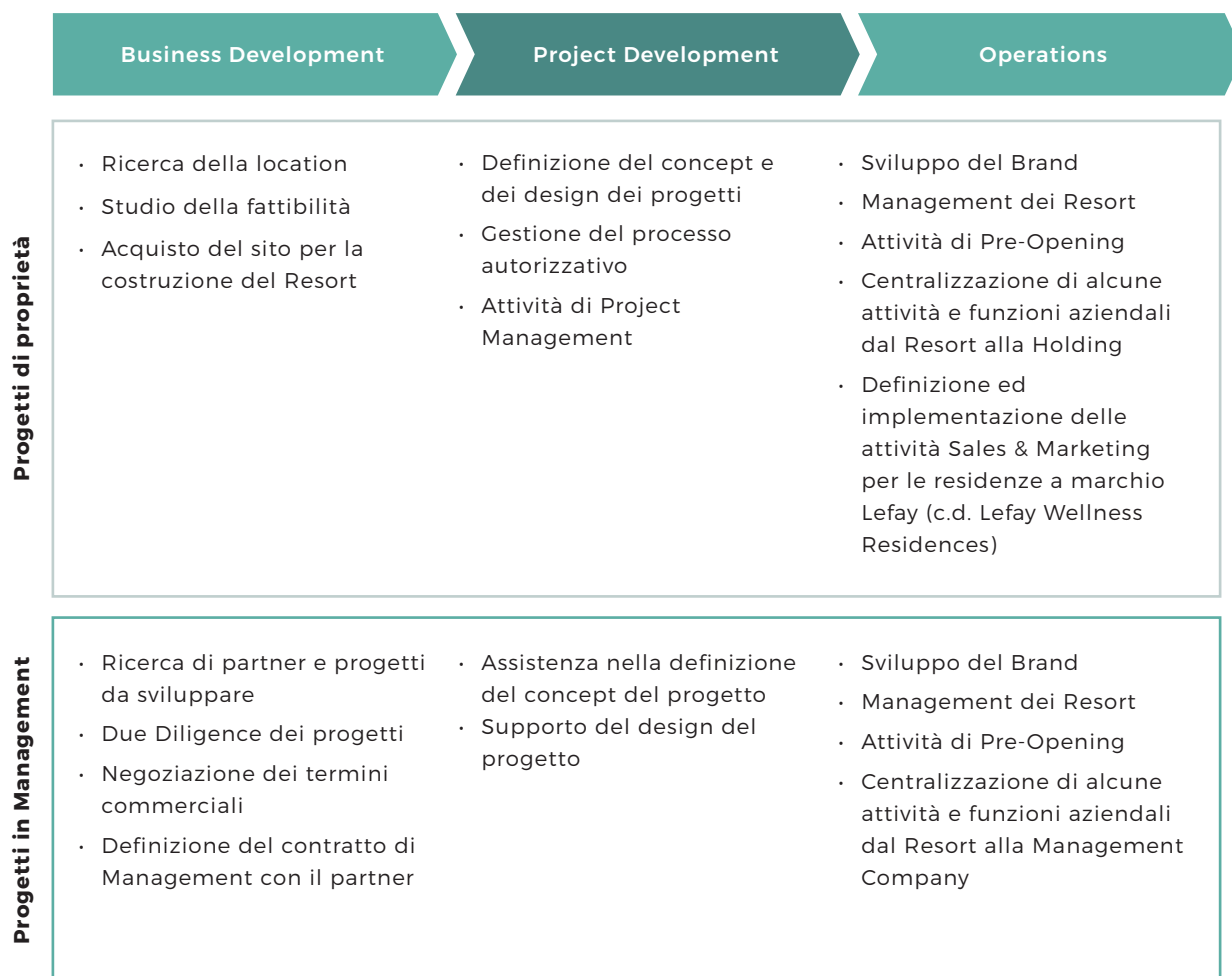 Business Development
Project Development
Operations
Progetti di proprietà
• Ricerca della location
• Studio della fattibilità
• Acquisto del sito per la
costruzione del Resort
• Definizione del concept e
dei design dei progetti
• Gestione del processo
autorizzativo
• Attività di Project
Management
• Sviluppo del Brand
• Management dei Resort
• Attività di Pre-Opening
• Centralizzazione di alcune
attività e funzioni aziendali
dal Resort alla Holding
• Definizione ed
implementazione delle
attività Sales & Marketing
per le residenze a marchio
Lefay (c.d. Lefay Wellness
Residences)
Progetti in Management
• Ricerca di partner e progetti
da sviluppare
• Due Diligence dei progetti
• Negoziazione dei termini
commerciali
• Definizione del contratto di
Management con il partner
• Assistenza nella definizione
del concept del progetto
• Supporto del design del
progetto
• Sviluppo del Brand
• Management dei Resort
• Attività di Pre-Opening
• Centralizzazione di alcune
attività e funzioni aziendali
dal Resort alla Management
Company